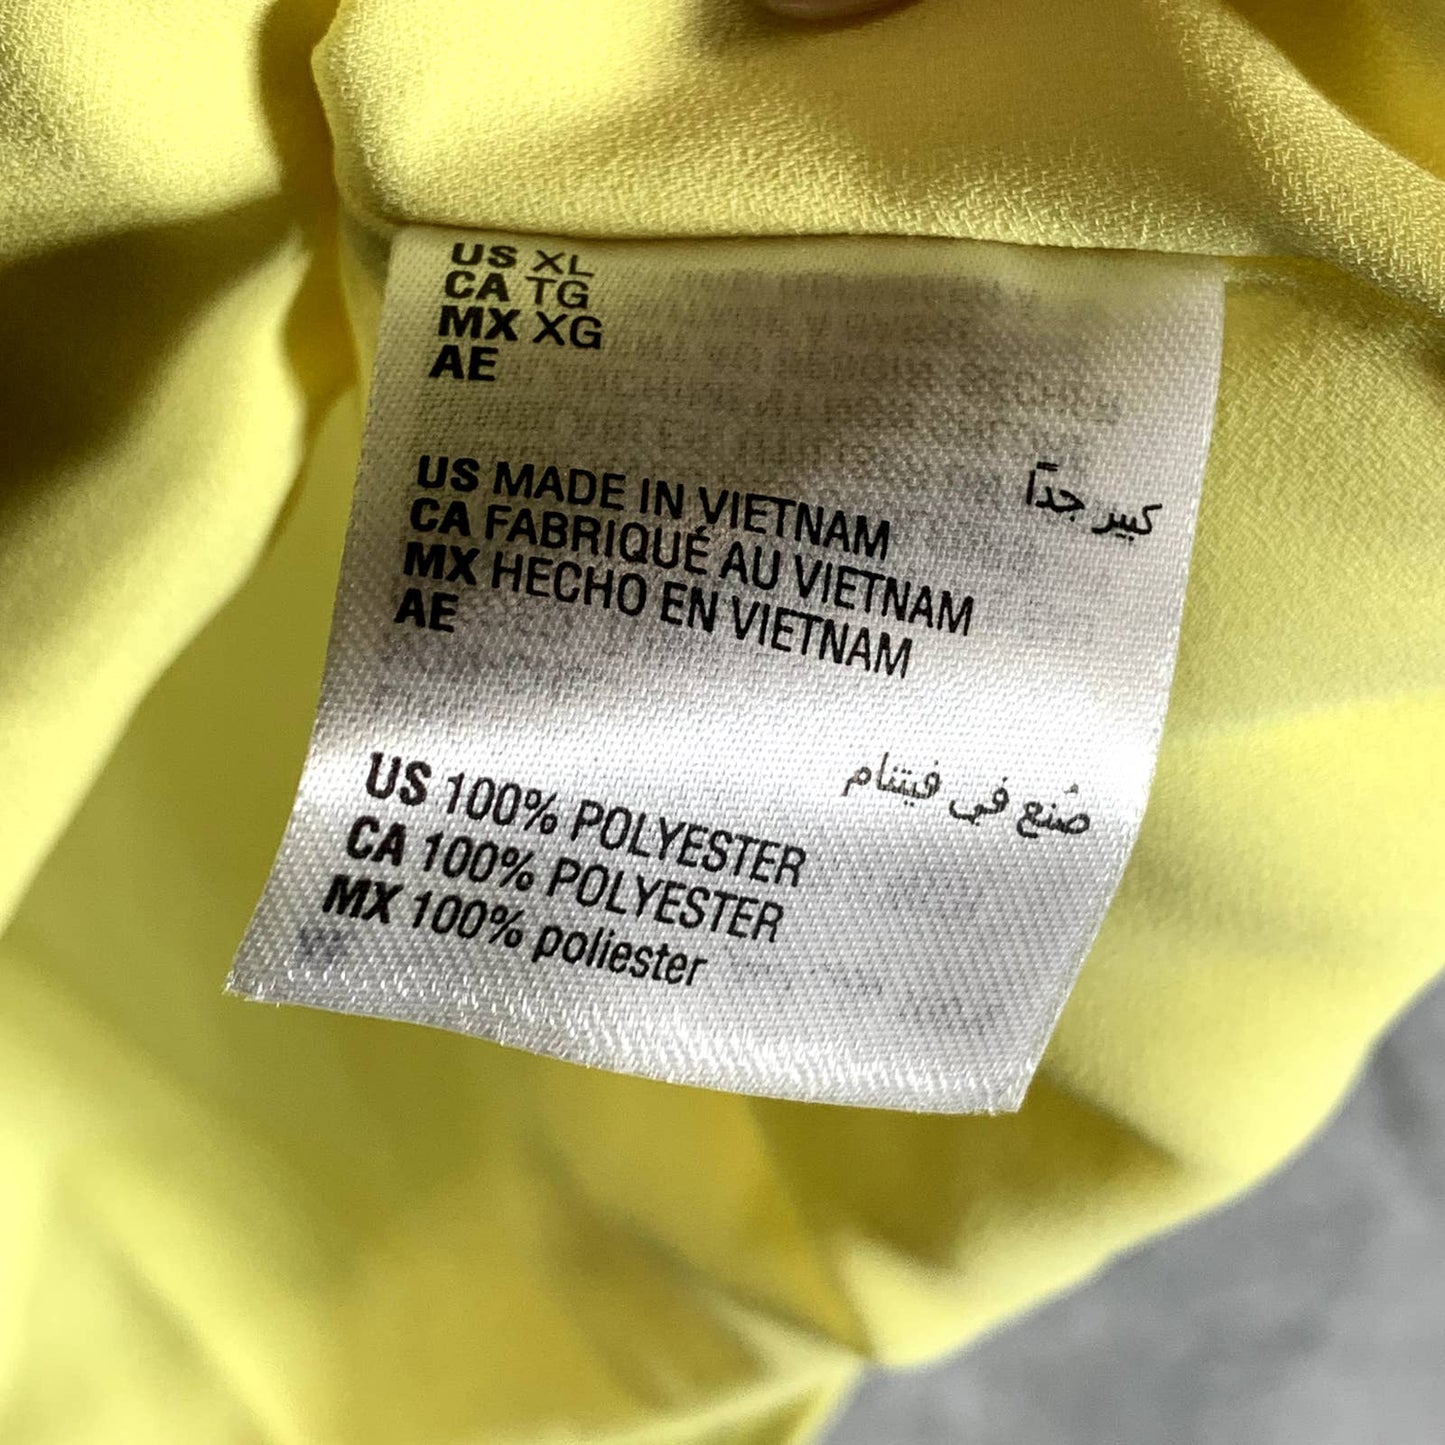 US XL
CA TG
MX XG
AE
كبير جدًا
US MADE IN VIETNAM
CA FABRIQUÉ AU VIETNAM
MX HECHO EN VIETNAM
AE
صُنع في فيتنام
US 100% POLYESTER
CA 100% POLYESTER
MX 100% poliester